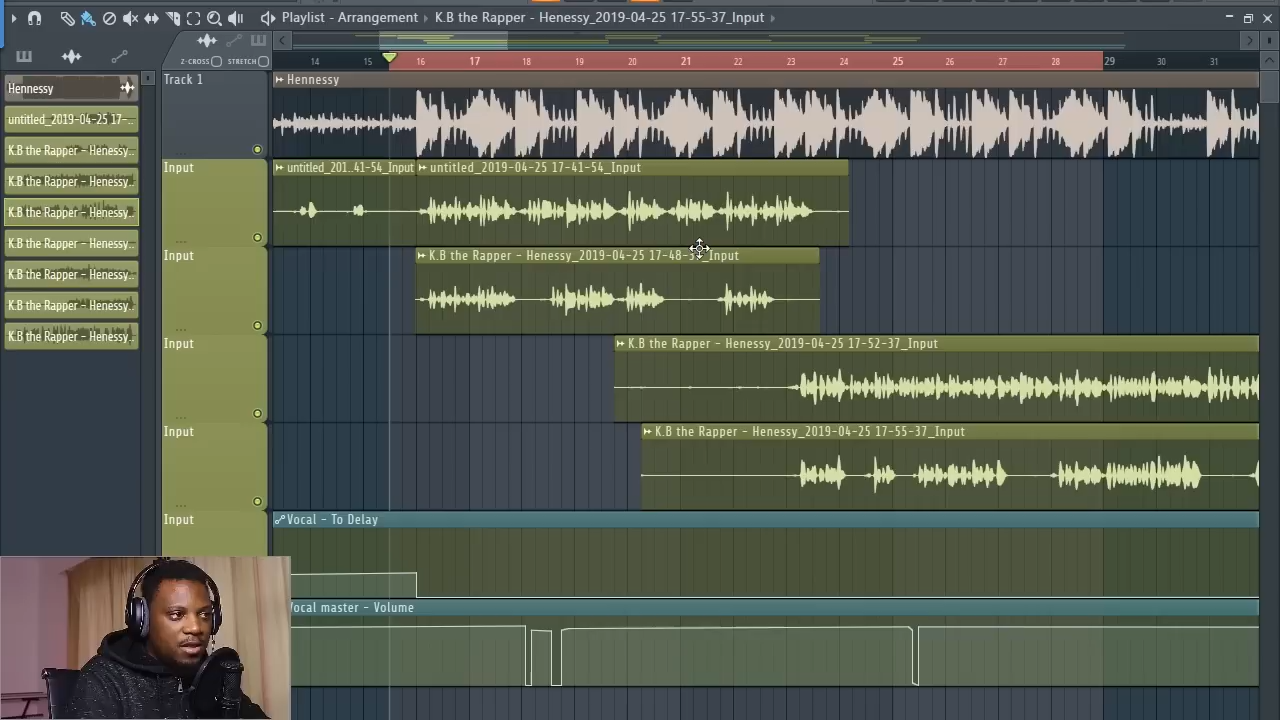 Playlist - Arrangement ▸ K.B the Rapper - Henessy_2019-04-25 17-55-37_Input ▸
Z-CROSS STRETCH
14 15 16 17 18 19 20 21 22 23 24 25 26 27 28 29 30 31
Hennessy
untitled_2019-04-25 17-..
K.B the Rapper - Henessy..
K.B the Rapper - Henessy..
K.B the Rapper - Henessy..
K.B the Rapper - Henessy..
K.B the Rapper - Henessy..
K.B the Rapper - Henessy..
K.B the Rapper - Henessy..
Track 1
Hennessy
Input
untitled_201..41-54_Input
untitled_2019-04-25 17-41-54_Input
Input
K.B the Rapper - Henessy_2019-04-25 17-48-3 _Input
Input
K.B the Rapper - Henessy_2019-04-25 17-52-37_Input
Input
K.B the Rapper - Henessy_2019-04-25 17-55-37_Input
Input
Vocal - To Delay
Vocal master - Volume